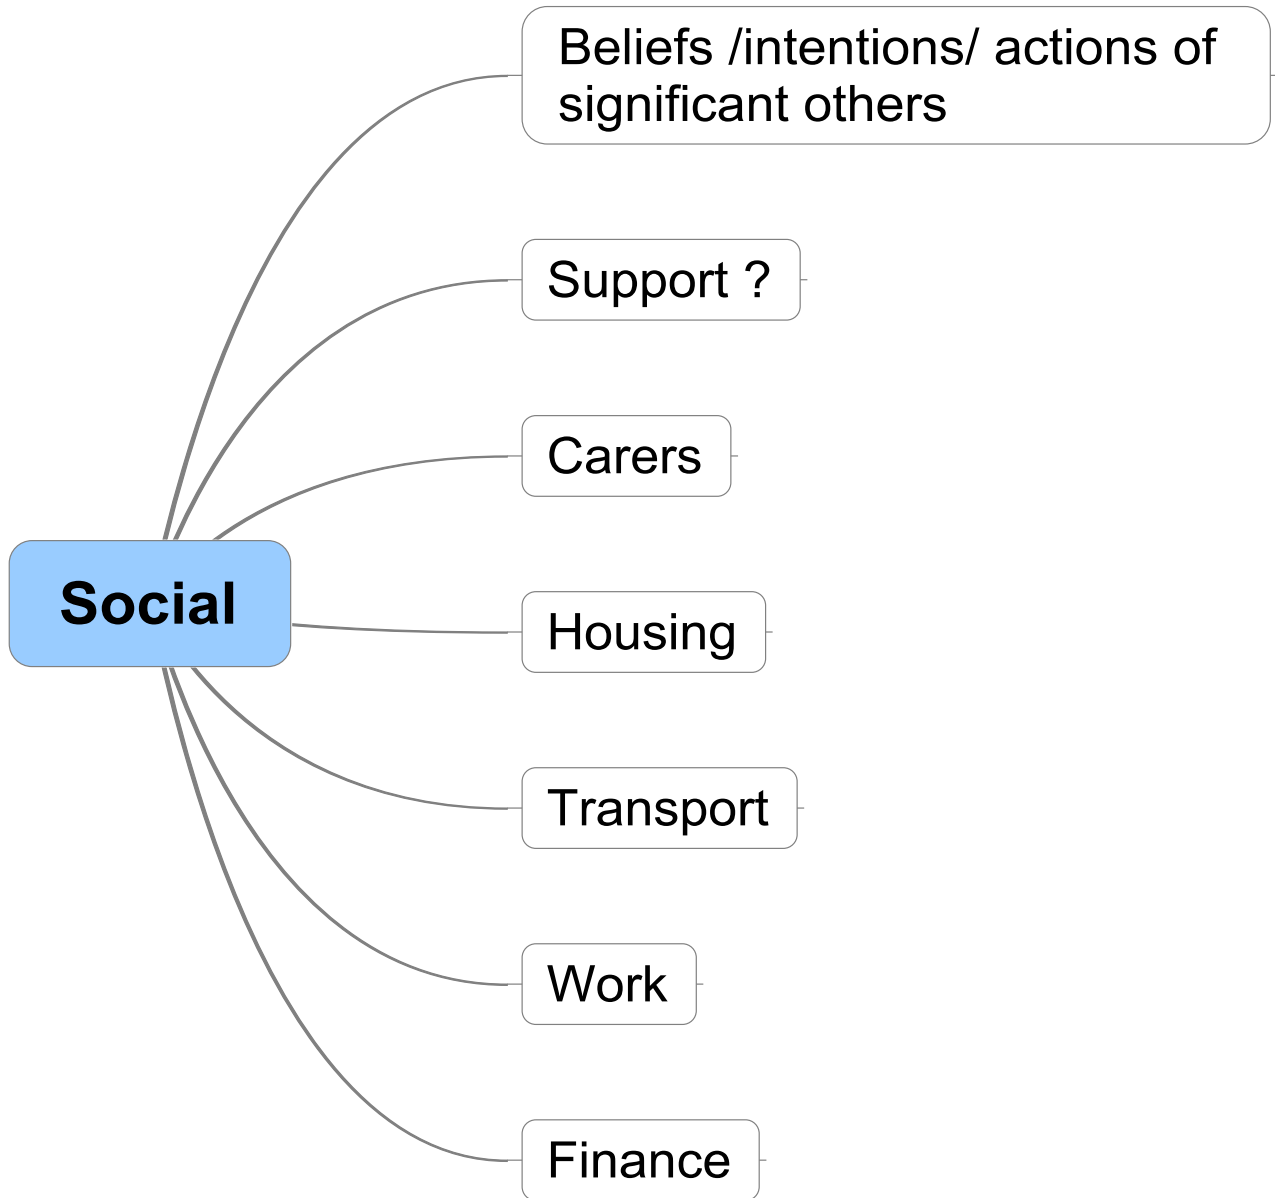 Beliefs /intentions/ actions of
significant others
Support ?
Carers
Social
Housing
Transport
Work
Finance